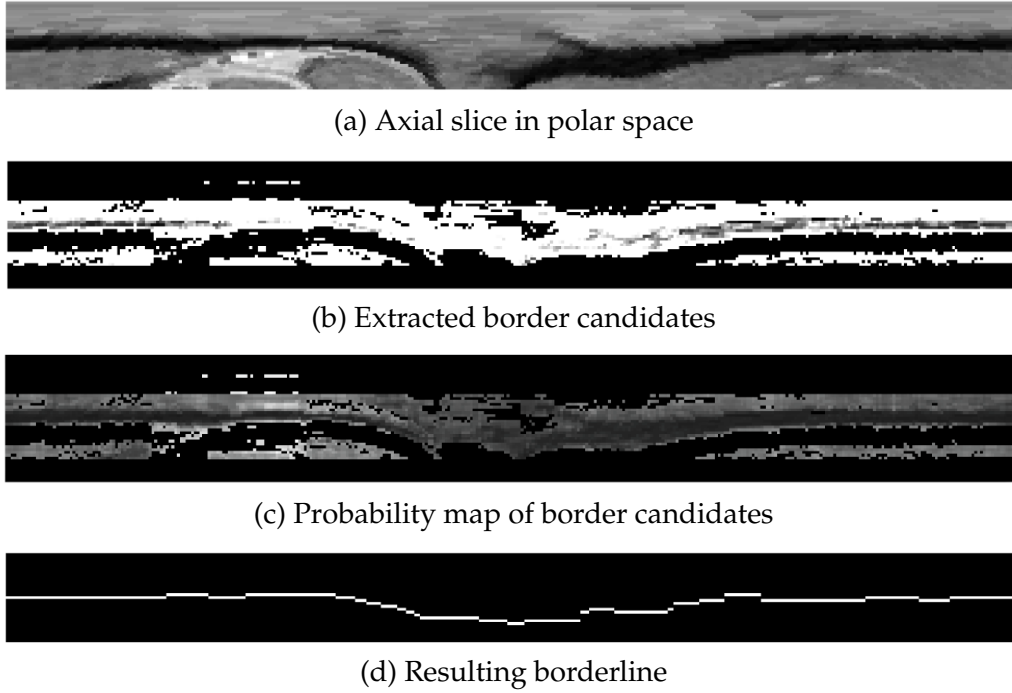 (a) Axial slice in polar space
(b) Extracted border candidates
(c) Probability map of border candidates
(d) Resulting borderline